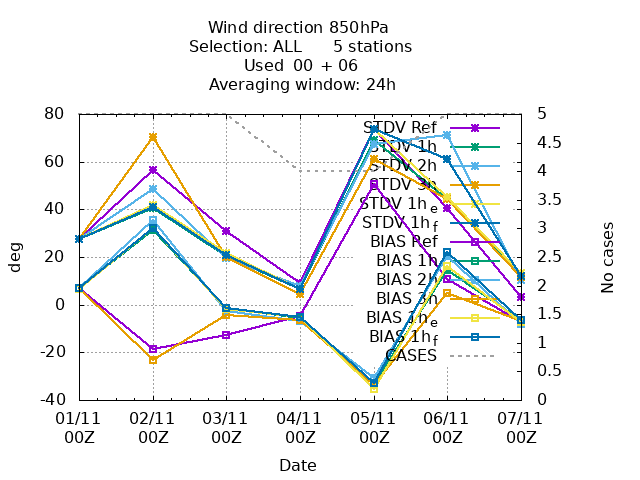 Wind direction 850hPa
Selection: ALL 5 stations
Used 00 + 06
Averaging window: 24h
80
60
40
20
0
-20
-40
deg
5
4.5
4
3.5
3
2.5
2
1.5
1
0.5
0
No cases
STDV Ref
STDV 1h
STDV 2h
STDV 3h
STDV 1he
STDV 1hf
BIAS Ref
BIAS 1h
BIAS 2h
BIAS 3h
BIAS 1he
BIAS 1hf
CASES
01/11 02/11 03/11 04/11 05/11 06/11 07/11
00Z 00Z 00Z 00Z 00Z 00Z 00Z
Date